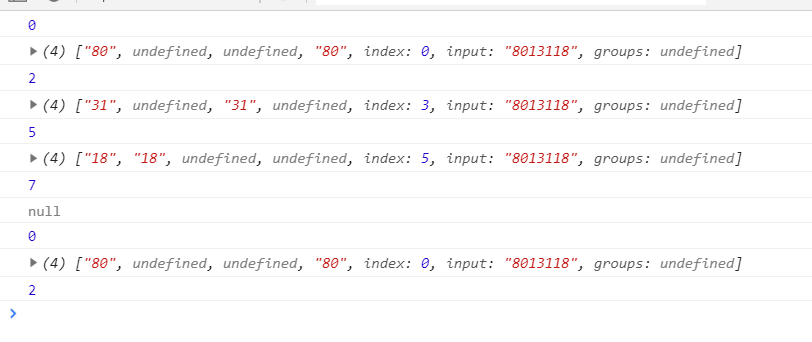 0
(4) ["80", undefined, undefined, "80", index: 0, input: "8013118", groups: undefined]
2
(4) ["31", undefined, "31", undefined, index: 3, input: "8013118", groups: undefined]
5
(4) ["18", "18", undefined, undefined, index: 5, input: "8013118", groups: undefined]
7
null
0
(4) ["80", undefined, undefined, "80", index: 0, input: "8013118", groups: undefined]
2